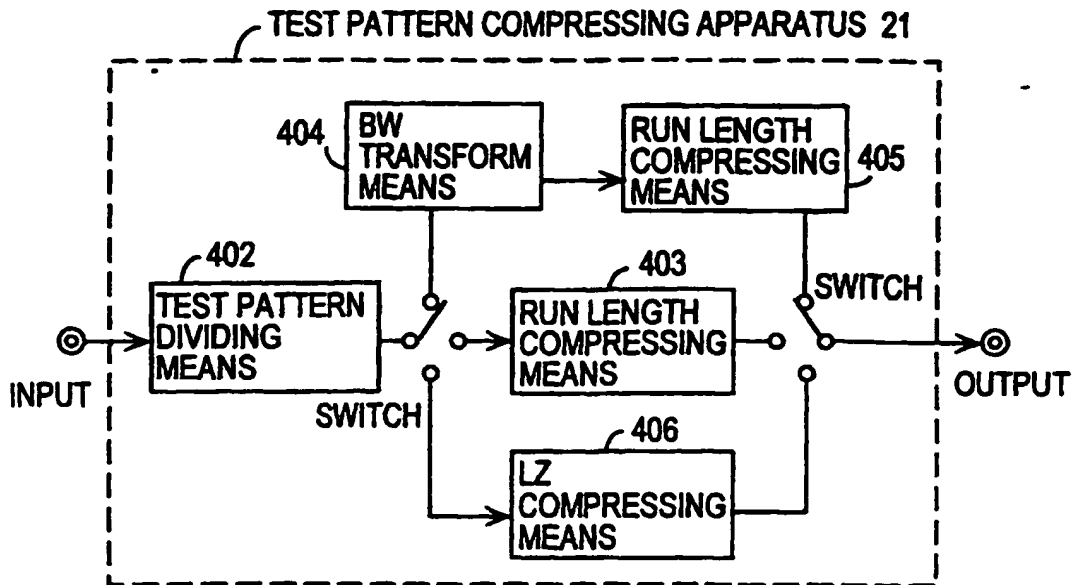 TEST PATTERN COMPRESSING APPARATUS 21
404
BW
TRANSFORM
MEANS
RUN LENGTH
COMPRESSING
MEANS
405
402
TEST PATTERN
DIVIDING
MEANS
403
RUN LENGTH
COMPRESSING
MEANS
SWITCH
INPUT
SWITCH
OUTPUT
406
LZ
COMPRESSING
MEANS